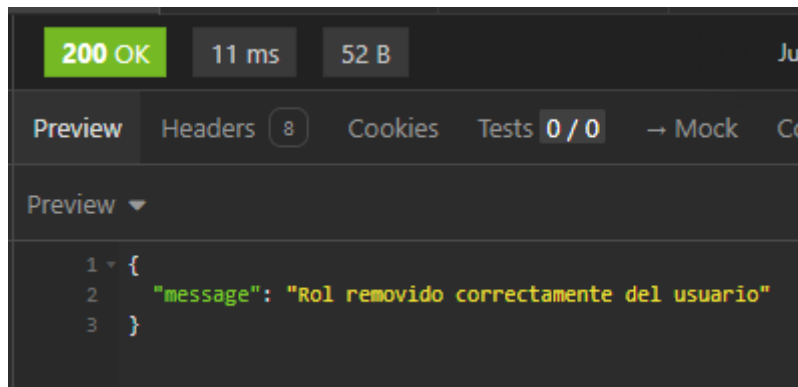 200 OK 11 ms 52 B Ju
Preview Headers 8 Cookies Tests 0 / 0 → Mock Co
Preview
1 {
2 "message": "Rol removido correctamente del usuario"
3 }